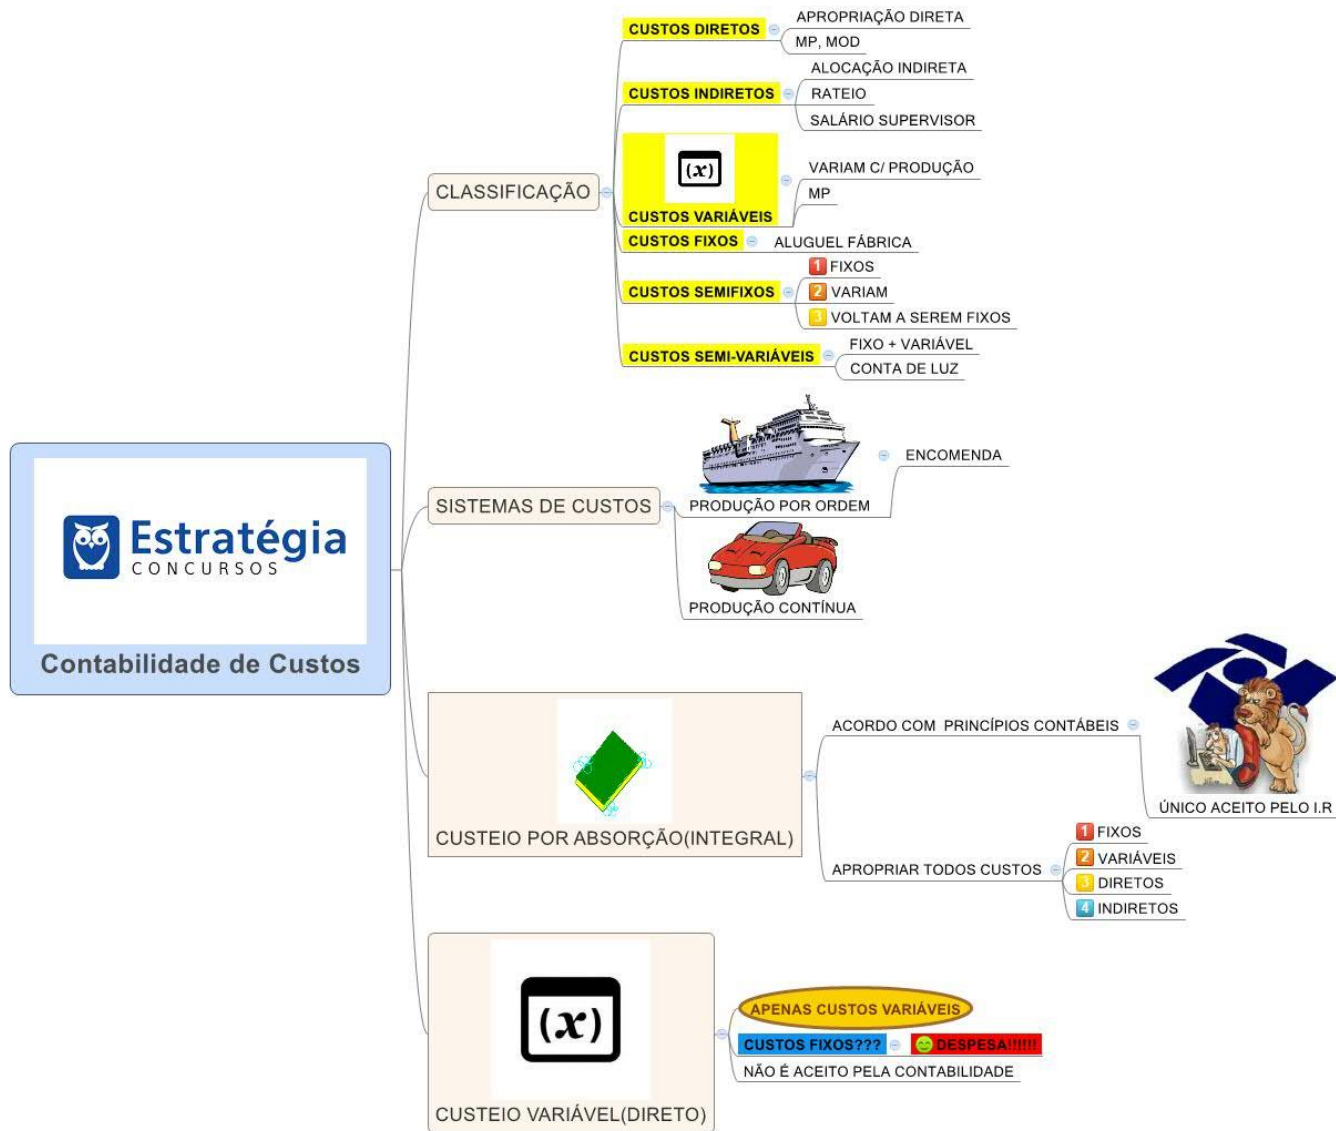 Estratégia
CONCURSOS
Contabilidade de Custos
CLASSIFICAÇÃO
CUSTOS DIRETOS
APROPRIAÇÃO DIRETA
MP, MOD
CUSTOS INDIRETOS
ALOCAÇÃO INDIRETA
RATEIO
SALÁRIO SUPERVISOR
(x)
CUSTOS VARIÁVEIS
VARIAM C/ PRODUÇÃO
MP
CUSTOS FIXOS
ALUGUEL FÁBRICA
CUSTOS SEMIFIXOS
1 FIXOS
2 VARIAM
3 VOLTAM A SEREM FIXOS
CUSTOS SEMI-VARIÁVEIS
FIXO + VARIÁVEL
CONTA DE LUZ
SISTEMAS DE CUSTOS
PRODUÇÃO POR ORDEM
ENCOMENDA
PRODUÇÃO CONTÍNUA
CUSTEIO POR ABSORÇÃO(INTEGRAL)
ACORDO COM  PRINCÍPIOS CONTÁBEIS
ÚNICO ACEITO PELO I.R
APROPRIAR TODOS CUSTOS
1 FIXOS
2 VARIÁVEIS
3 DIRETOS
4 INDIRETOS
(x)
CUSTEIO VARIÁVEL(DIRETO)
APENAS CUSTOS VARIÁVEIS
CUSTOS FIXOS???
DESPESA!!!!!!
NÃO É ACEITO PELA CONTABILIDADE